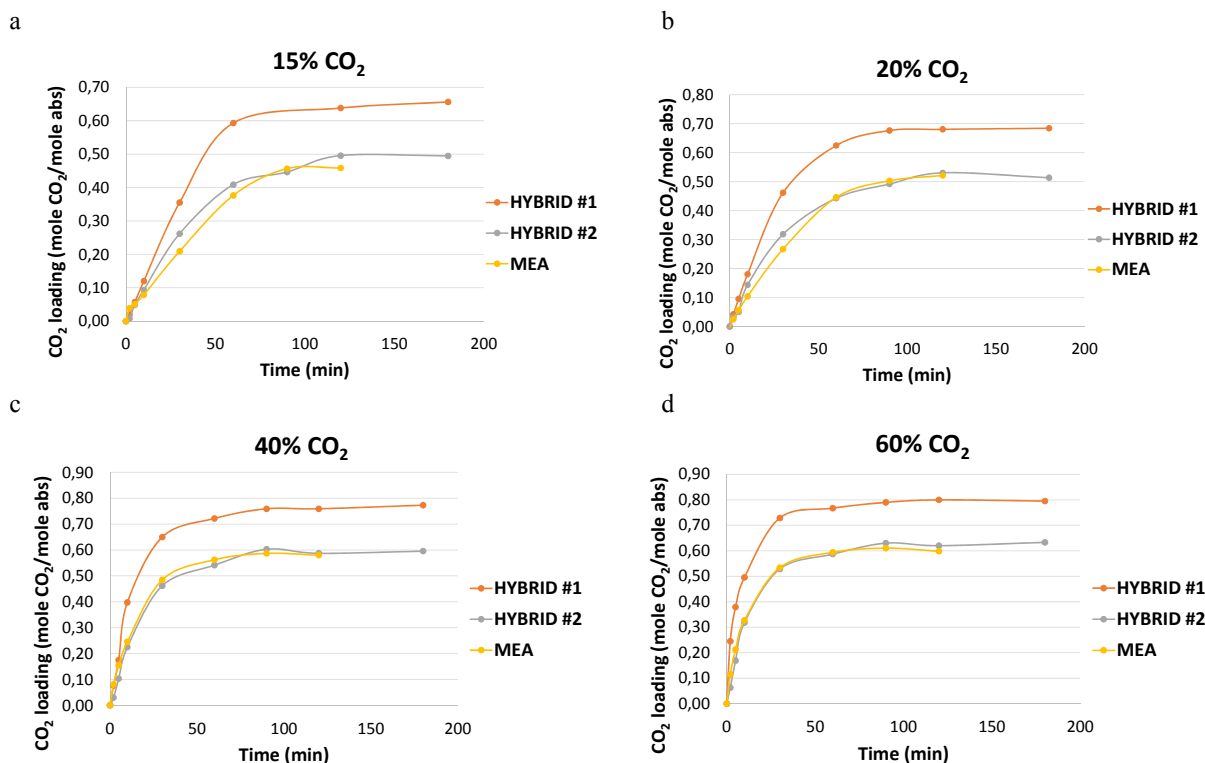 a
15% CO₂
CO₂ loading (mole CO₂/mole abs)
0,70
0,60
0,50
0,40
0,30
0,20
0,10
0,00
0
50
100
150
200
Time (min)
HYBRID #1
HYBRID #2
MEA
b
20% CO₂
CO₂ loading (mole CO₂/mole abs)
0,80
0,70
0,60
0,50
0,40
0,30
0,20
0,10
0,00
0
50
100
150
200
Time (min)
HYBRID #1
HYBRID #2
MEA
c
40% CO₂
CO₂ loading (mole CO₂/mole abs)
0,90
0,80
0,70
0,60
0,50
0,40
0,30
0,20
0,10
0,00
0
50
100
150
200
Time (min)
HYBRID #1
HYBRID #2
MEA
d
60% CO₂
CO₂ loading (mole CO₂/mole abs)
0,90
0,80
0,70
0,60
0,50
0,40
0,30
0,20
0,10
0,00
0
50
100
150
200
Time (min)
HYBRID #1
HYBRID #2
MEA